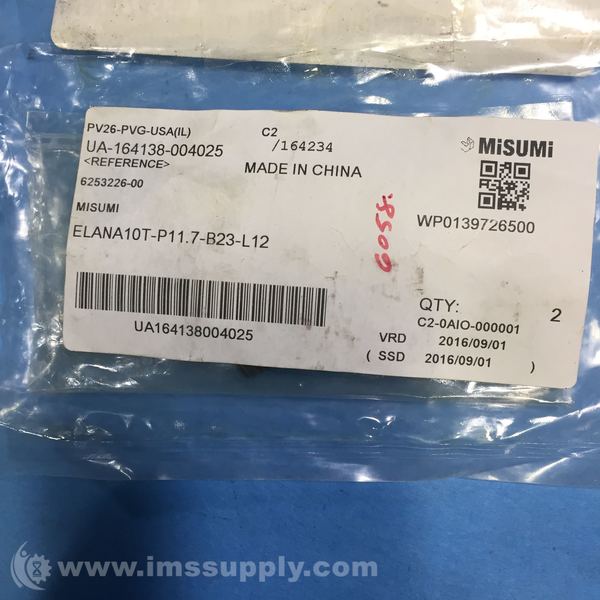 PV26-PVG-USA(IL) C2
UA-164138-004025 /164234
<REFERENCE> MADE IN CHINA
6253226-00
MISUMI
ELANA10T-P11.7-B23-L12
UA164138004025
MiSUMi
WP0139726500
6058
QTY: 2
C2-0AIO-000001
VRD 2016/09/01
( SSD 2016/09/01 )
www.imssupply.com